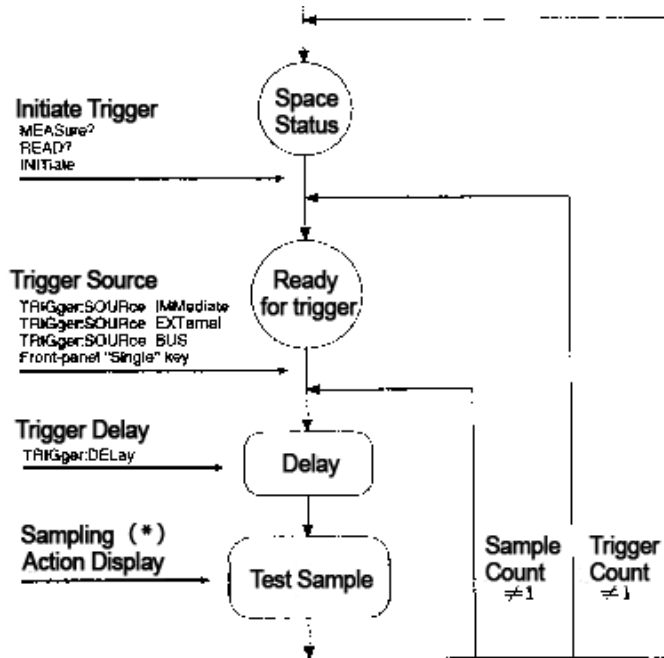 Space
Status
Initiate Trigger
MEASure?
READ?
INITiate
Ready
for trigger
Trigger Source
TRIGger:SOURce IMMediate
TRIGger:SOURce EXTernal
TRIGger:SOURce BUS
Front-panel "Single" key
Trigger Delay
TRIGger:DELay
Delay
Sampling (*)
Action Display
Test Sample
Sample
Count
≠1
Trigger
Count
≠1